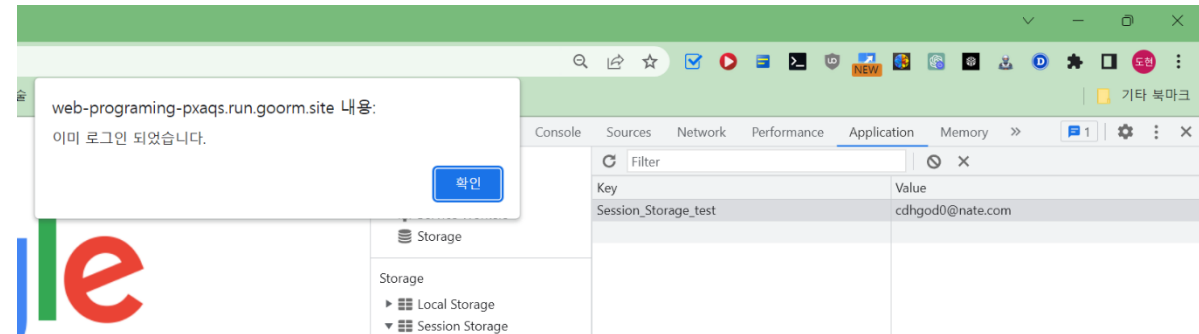 NEW
도현
술
기타 북마크
web-programing-pxaqs.run.goorm.site 내용:
이미 로그인 되었습니다.
확인
Console Sources Network Performance Application Memory
1
Filter
Key Value
Session_Storage_test cdhgod0@nate.com
Storage
Storage
Local Storage
Session Storage
gle